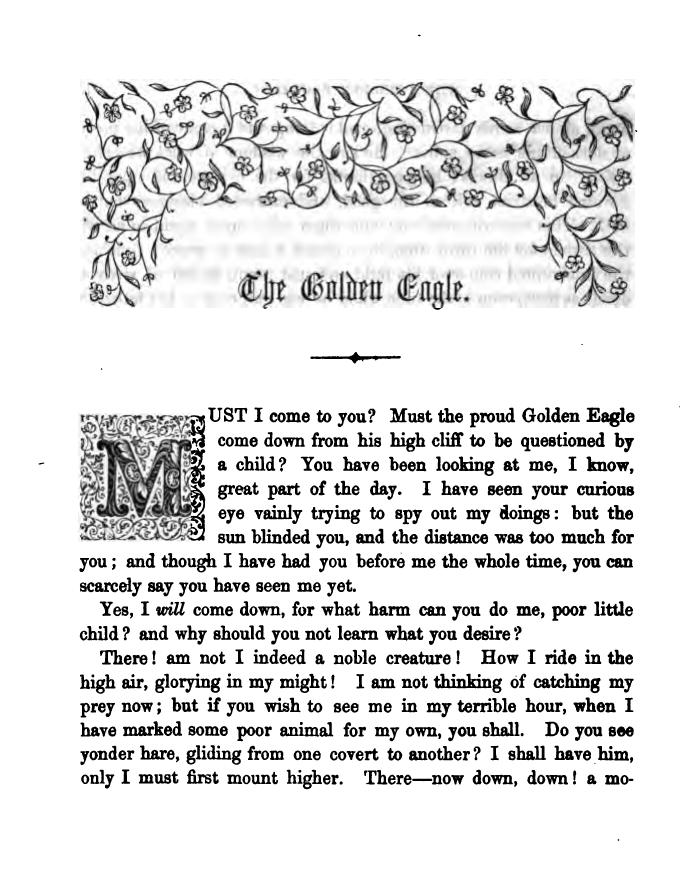 The Golden Eagle.
MUST I come to you? Must the proud Golden Eagle
come down from his high cliff to be questioned by
a child? You have been looking at me, I know,
great part of the day. I have seen your curious
eye vainly trying to spy out my doings: but the
sun blinded you, and the distance was too much for
you; and though I have had you before me the whole time, you can
scarcely say you have seen me yet.
Yes, I will come down, for what harm can you do me, poor little
child? and why should you not learn what you desire?
There! am not I indeed a noble creature! How I ride in the
high air, glorying in my might! I am not thinking of catching my
prey now; but if you wish to see me in my terrible hour, when I
have marked some poor animal for my own, you shall. Do you see
yonder hare, gliding from one covert to another? I shall have him,
only I must first mount higher. There—now down, down! a mo-